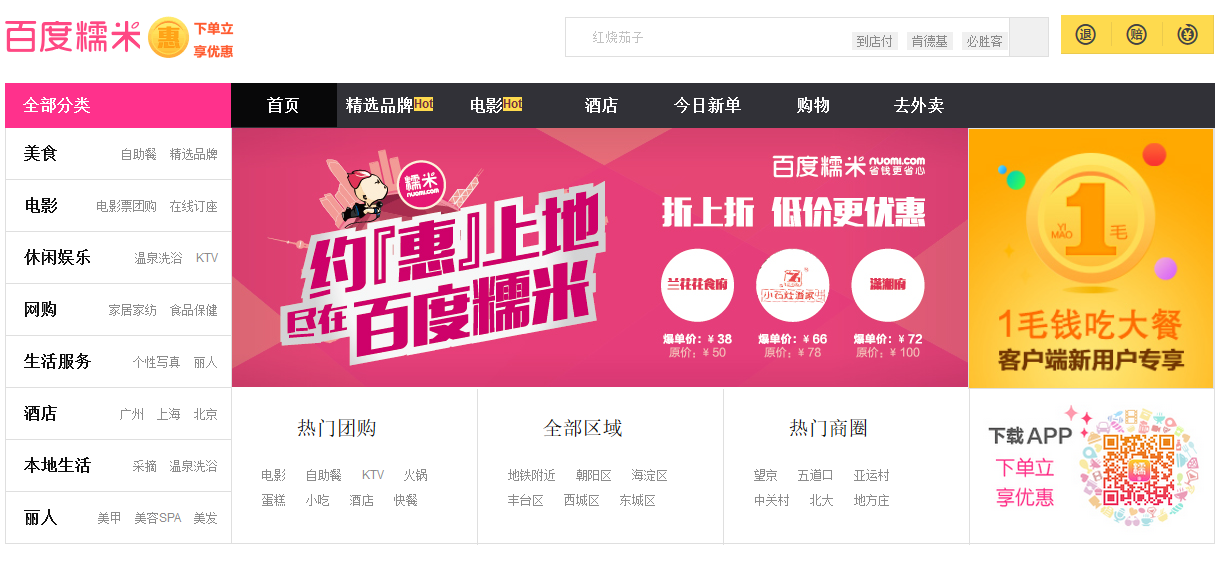 百度糯米 惠 下单立
享优惠
红烧茄子 到店付 肯德基 必胜客
退 赔 ¥
全部分类 首页 精选品牌Hot 电影Hot 酒店 今日新单 购物 去外卖
美食 自助餐 精选品牌
电影 电影票团购 在线订座
休闲娱乐 温泉洗浴 KTV
网购 家居家纺 食品保健
生活服务 个性写真 丽人
酒店 广州 上海 北京
本地生活 采摘 温泉洗浴
丽人 美甲 美容SPA 美发
糯米
nuomi.com
约『惠』上地
尽在百度糯米
百度糯米 nuomi.com
省钱更省心
折上折 低价更优惠
兰花花食府 小石灶道家 潇湘府
爆单价:¥38 爆单价:¥66 爆单价:¥72
原价:¥50 原价:¥78 原价:¥100
1
YI
MAO
毛
1毛钱吃大餐
客户端新用户专享
热门团购
电影 自助餐 KTV 火锅
蛋糕 小吃 酒店 快餐
全部区域
地铁附近 朝阳区 海淀区
丰台区 西城区 东城区
热门商圈
望京 五道口 亚运村
中关村 北大 地方庄
下载APP
下单立
享优惠
糯